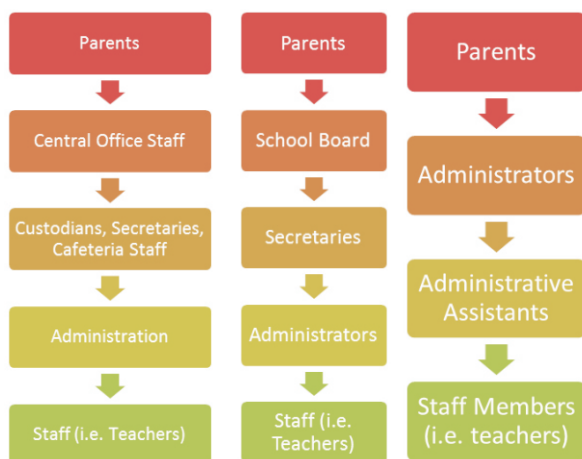 Parents
Central Office Staff
Custodians, Secretaries,
Cafeteria Staff
Administration
Staff (i.e. Teachers)
Parents
School Board
Secretaries
Administrators
Staff (i.e.
Teachers)
Parents
Administrators
Administrative
Assistants
Staff Members
(i.e. teachers)